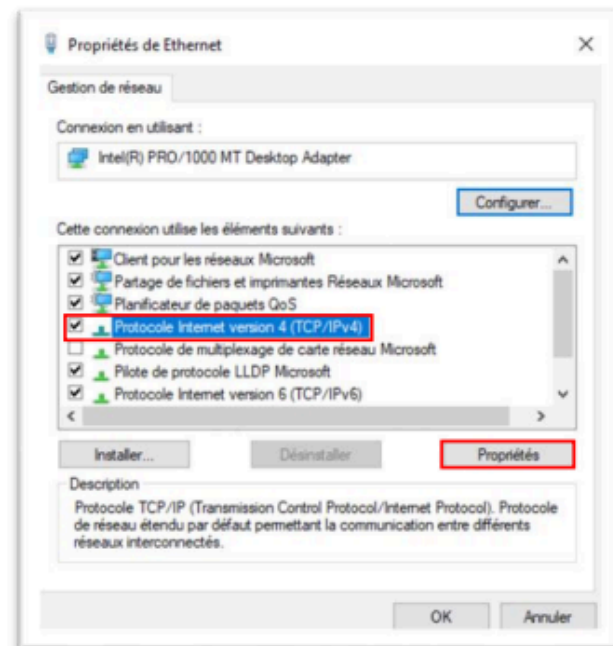 Propriétés de Ethernet
Gestion de réseau
Connexion en utilisant :
Intel(R) PRO/1000 MT Desktop Adapter
Configurer...
Cette connexion utilise les éléments suivants :
Client pour les réseaux Microsoft
Partage de fichiers et imprimantes Réseaux Microsoft
Planificateur de paquets QoS
Protocole Internet version 4 (TCP/IPv4)
Protocole de multiplexage de carte réseau Microsoft
Pilote de protocole LLDP Microsoft
Protocole Internet version 6 (TCP/IPv6)
Installer... Désinstaller Propriétés
Description
Protocole TCP/IP (Transmission Control Protocol/Internet Protocol). Protocole
de réseau étendu par défaut permettant la communication entre différents
réseaux interconnectés.
OK Annuler